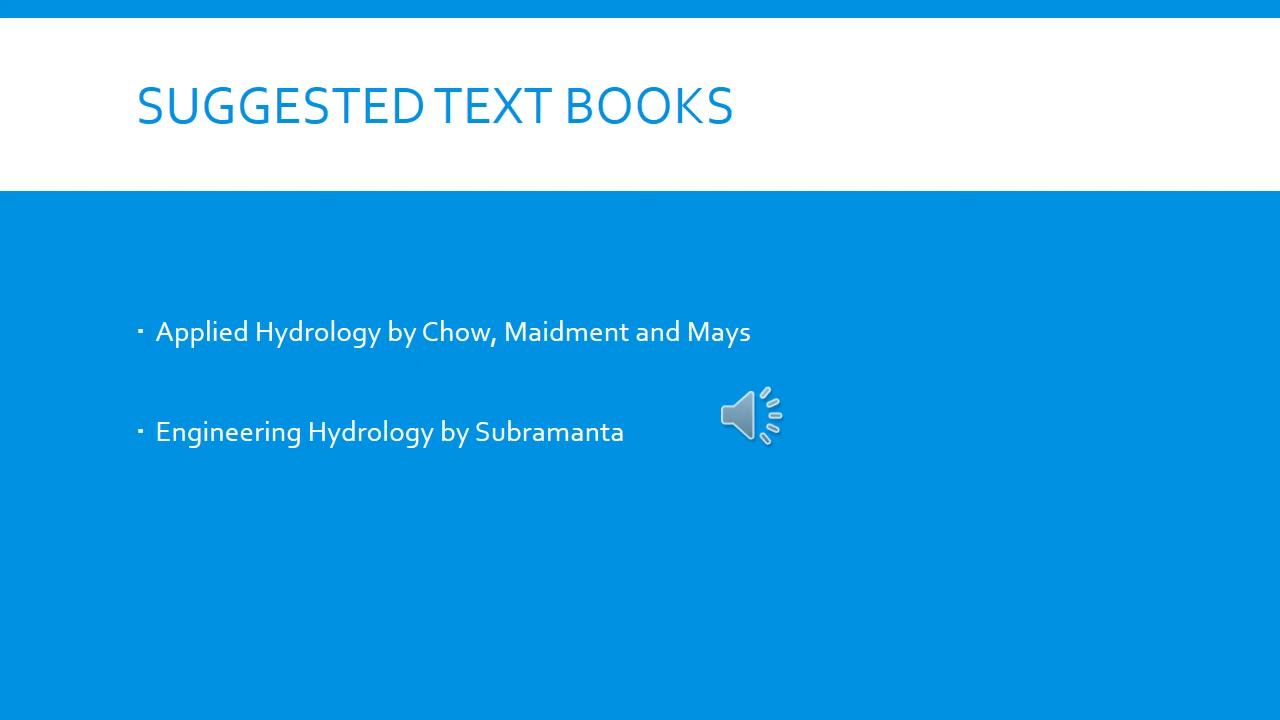 SUGGESTED TEXT BOOKS
▪ Applied Hydrology by Chow, Maidment and Mays
▪ Engineering Hydrology by Subramanta